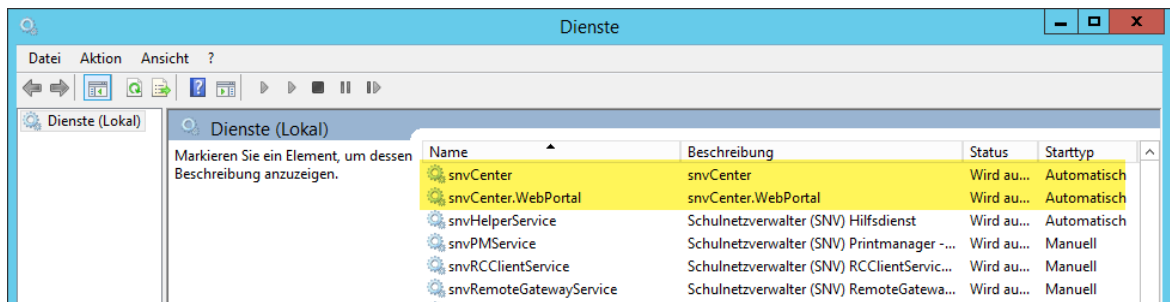 Dienste
Datei Aktion Ansicht ?
Dienste (Lokal)
Dienste (Lokal)
Markieren Sie ein Element, um dessen
Beschreibung anzuzeigen.
Name Beschreibung Status Starttyp
snvCenter snvCenter Wird au... Automatisch
snvCenter.WebPortal snvCenter.WebPortal Wird au... Automatisch
snvHelperService Schulnetzverwalter (SNV) Hilfsdienst Wird au... Automatisch
snvPMService Schulnetzverwalter (SNV) Printmanager -... Wird au... Manuell
snvRCClientService Schulnetzverwalter (SNV) RCClientServic... Wird au... Manuell
snvRemoteGatewayService Schulnetzverwalter (SNV) RemoteGatewa... Wird au... Manuell